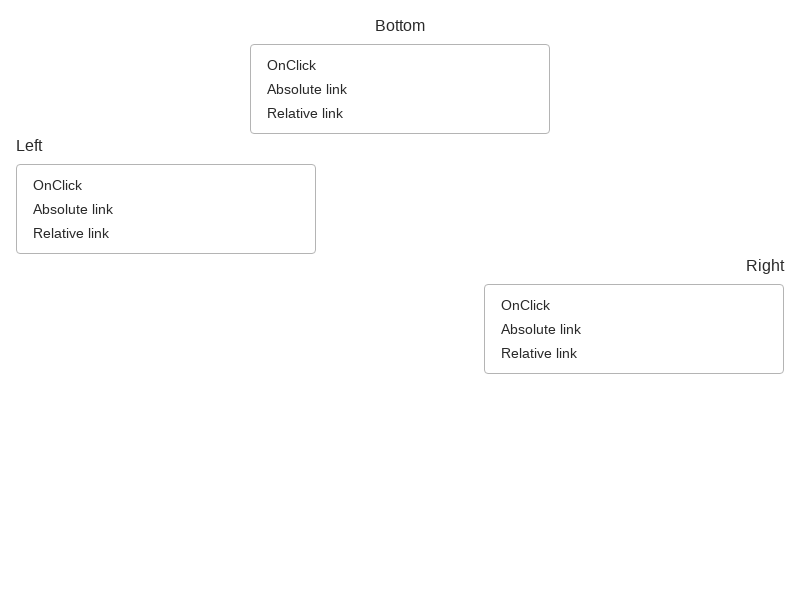 Bottom
OnClick
Absolute link
Relative link
Left
OnClick
Absolute link
Relative link
Right
OnClick
Absolute link
Relative link